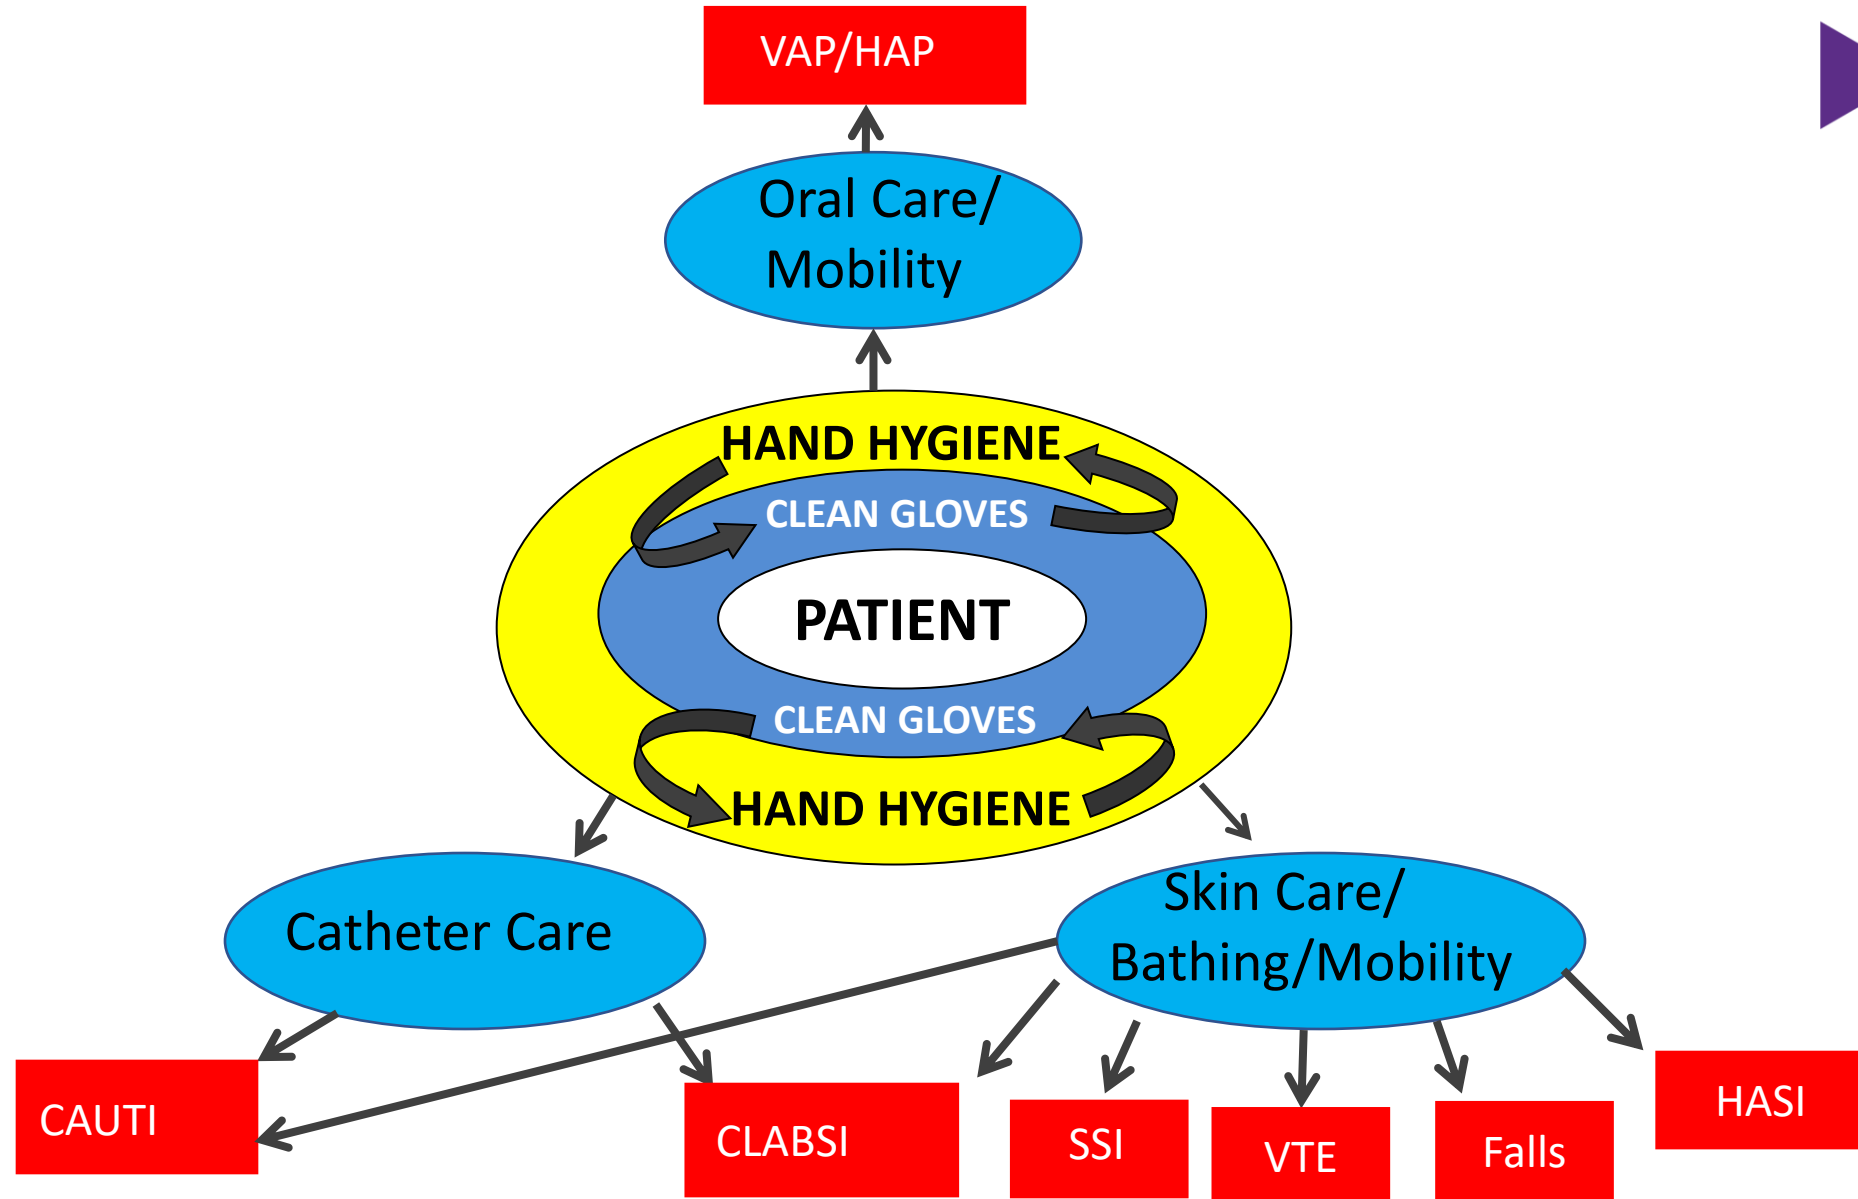 VAP/HAP
Oral Care/
Mobility
HAND HYGIENE
CLEAN GLOVES
PATIENT
CLEAN GLOVES
HAND HYGIENE
Catheter Care
Skin Care/
Bathing/Mobility
CAUTI
CLABSI
SSI
VTE
Falls
HASI